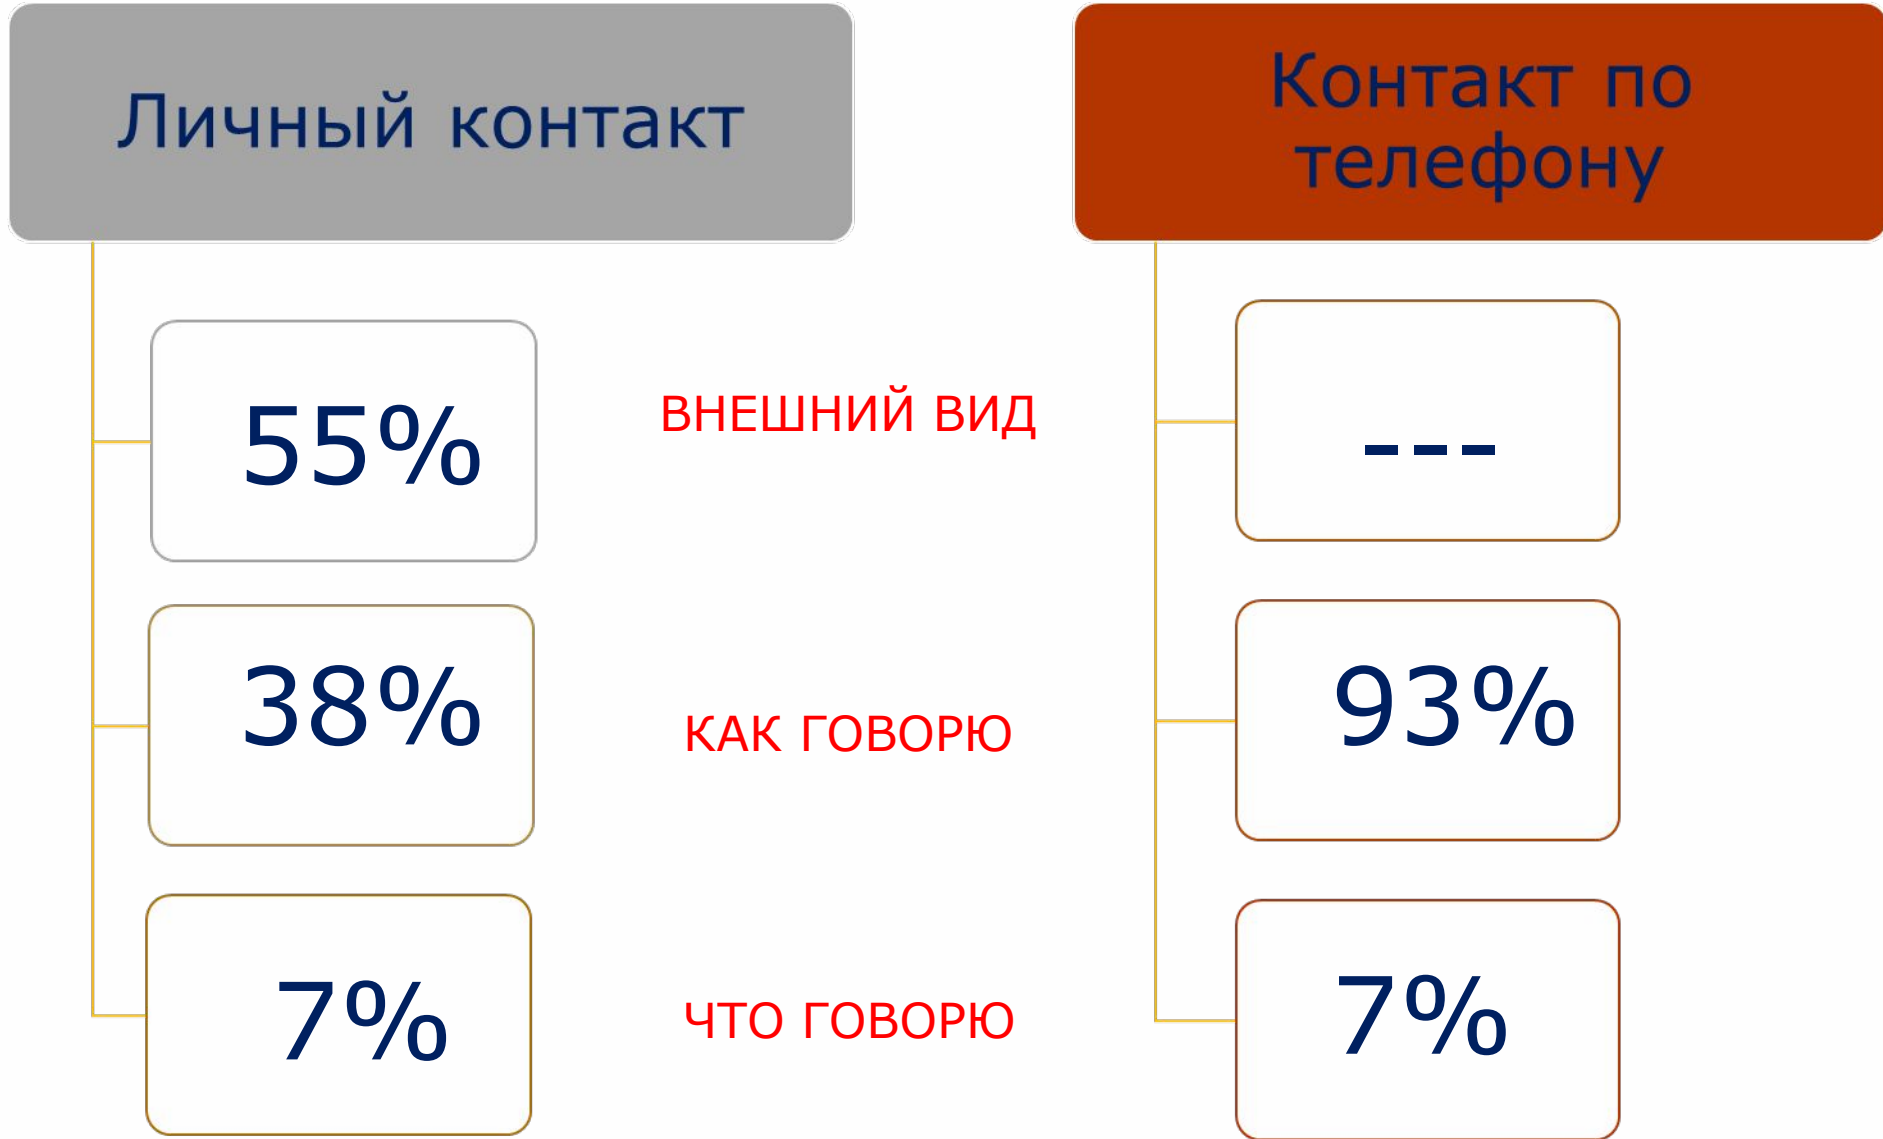 Личный контакт
Контакт по
телефону
55%
ВНЕШНИЙ ВИД
---
38%
КАК ГОВОРЮ
93%
7%
ЧТО ГОВОРЮ
7%